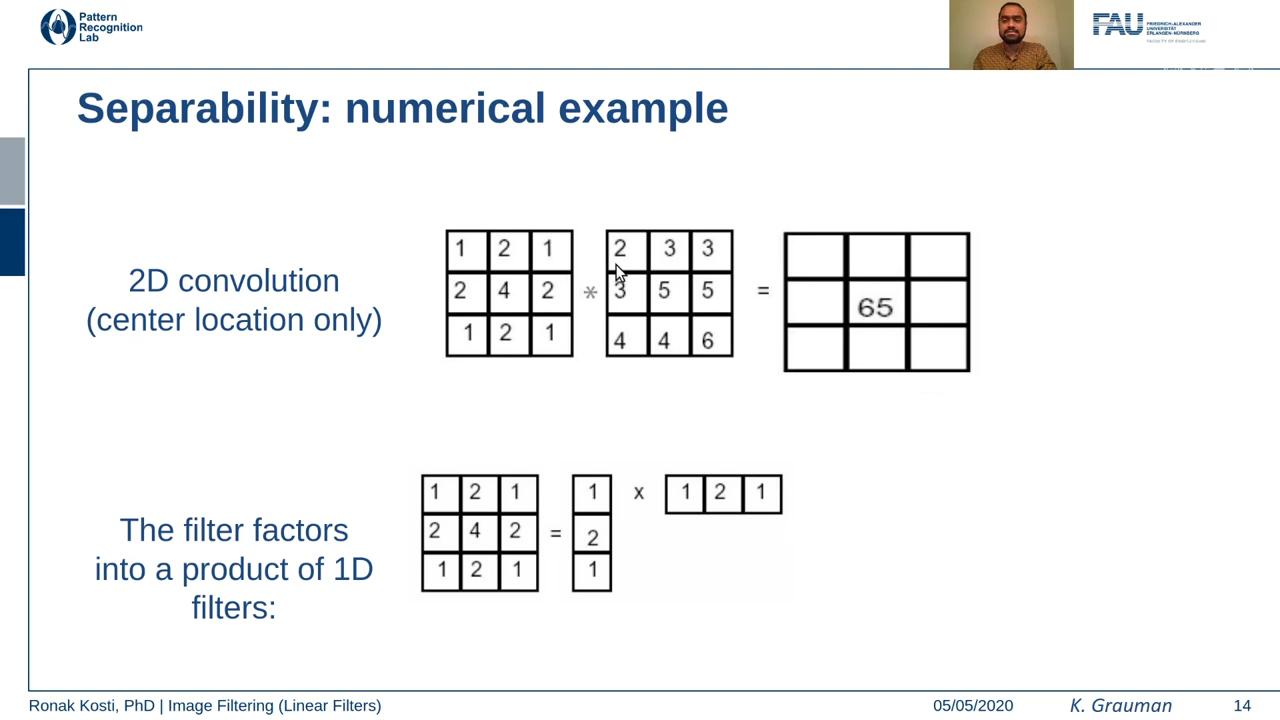 Pattern
Recognition
Lab
FAU
FRIEDRICH-ALEXANDER
UNIVERSITÄT
ERLANGEN-NÜRNBERG
FACULTY OF ENGINEERING
Separability: numerical example
2D convolution
(center location only)
1 2 1
2 4 2
1 2 1
*
2 3 3
3 5 5
4 4 6
=
65
The filter factors
into a product of 1D
filters:
1 2 1
2 4 2
1 2 1
=
1
2
1
x
1 2 1
Ronak Kosti, PhD | Image Filtering (Linear Filters)
05/05/2020
K. Grauman
14